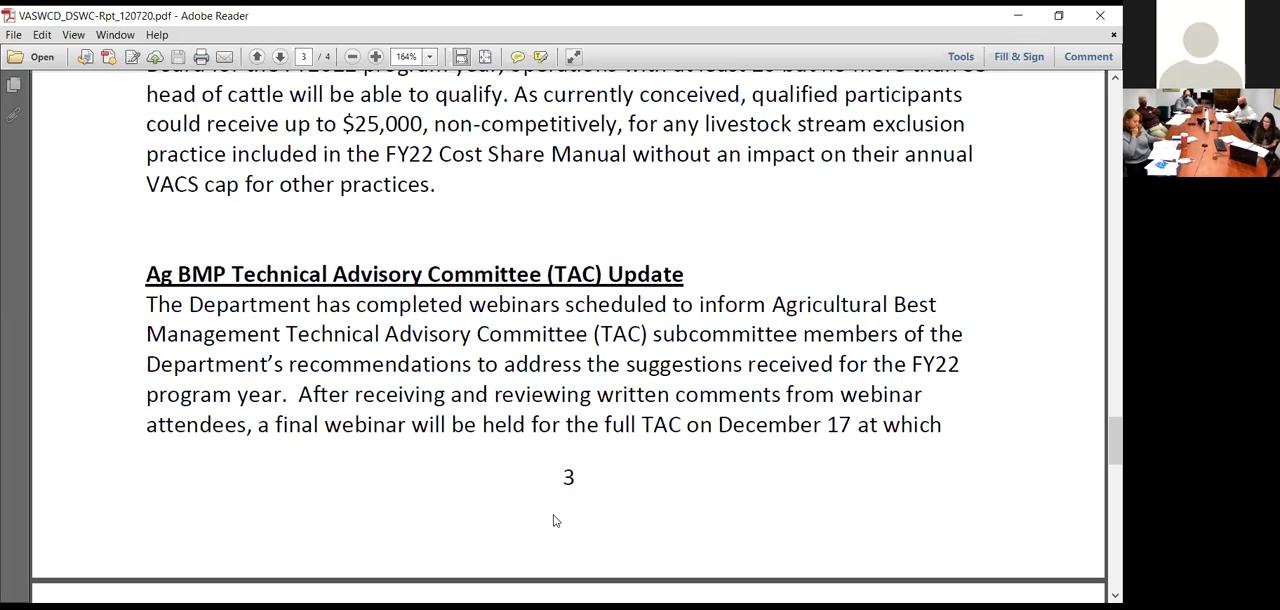 VASWCD_DSWC-Rpt_120720.pdf - Adobe Reader
File Edit View Window Help
Open 3 / 4 164% Tools Fill & Sign Comment
head of cattle will be able to qualify. As currently conceived, qualified participants
could receive up to $25,000, non-competitively, for any livestock stream exclusion
practice included in the FY22 Cost Share Manual without an impact on their annual
VACS cap for other practices.
Ag BMP Technical Advisory Committee (TAC) Update
The Department has completed webinars scheduled to inform Agricultural Best
Management Technical Advisory Committee (TAC) subcommittee members of the
Department’s recommendations to address the suggestions received for the FY22
program year.  After receiving and reviewing written comments from webinar
attendees, a final webinar will be held for the full TAC on December 17 at which
3